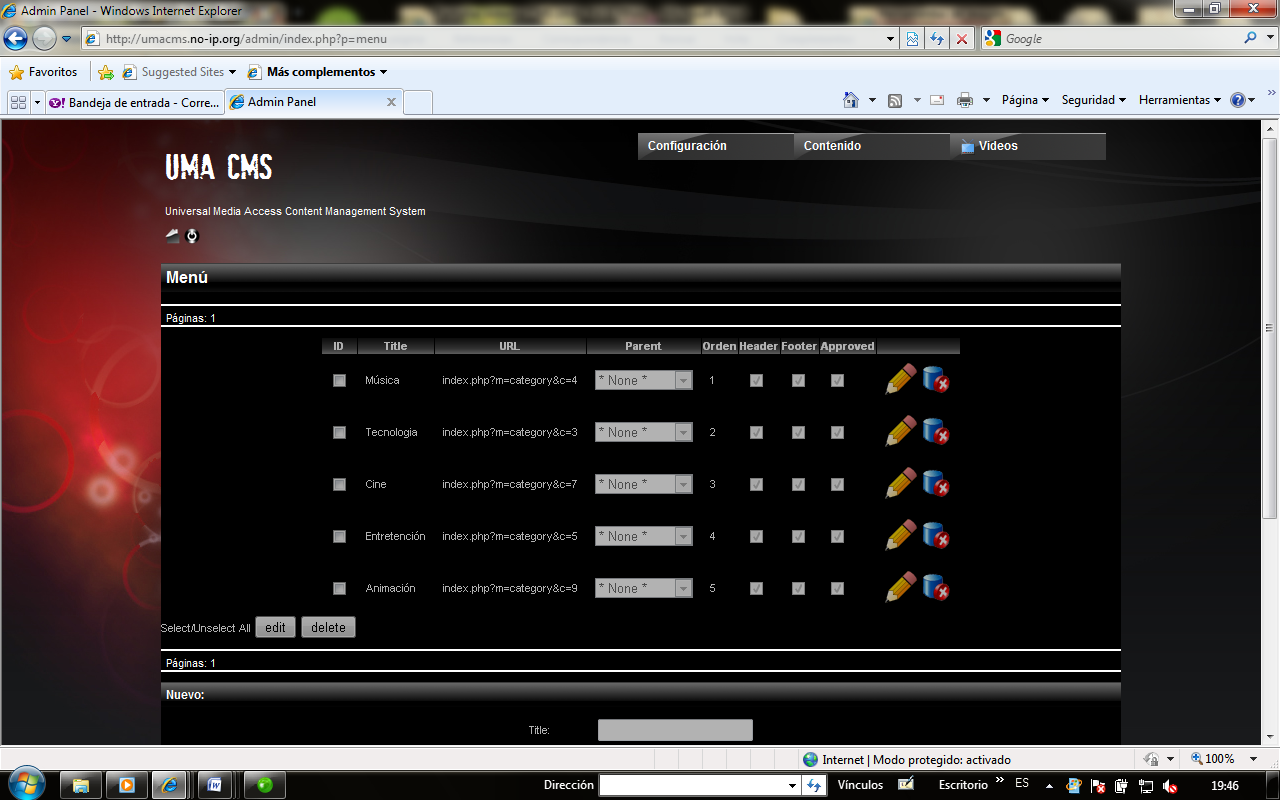 Admin Panel - Windows Internet Explorer
http://umacms.no-ip.org/admin/index.php?p=menu
Google
Favoritos
Suggested Sites
Más complementos
Bandeja de entrada - Corre...
Admin Panel
Página
Seguridad
Herramientas
Configuración
Contenido
Videos
UMA CMS
Universal Media Access Content Management System
Menú
Páginas: 1
ID Title URL Parent Orden Header Footer Approved
Música index.php?m=category&c=4 * None * 1
Tecnologia index.php?m=category&c=3 * None * 2
Cine index.php?m=category&c=7 * None * 3
Entretención index.php?m=category&c=5 * None * 4
Animación index.php?m=category&c=9 * None * 5
Select/Unselect All edit delete
Páginas: 1
Nuevo:
Title:
Internet | Modo protegido: activado
100%
Dirección
Vínculos
Escritorio
ES
19:46